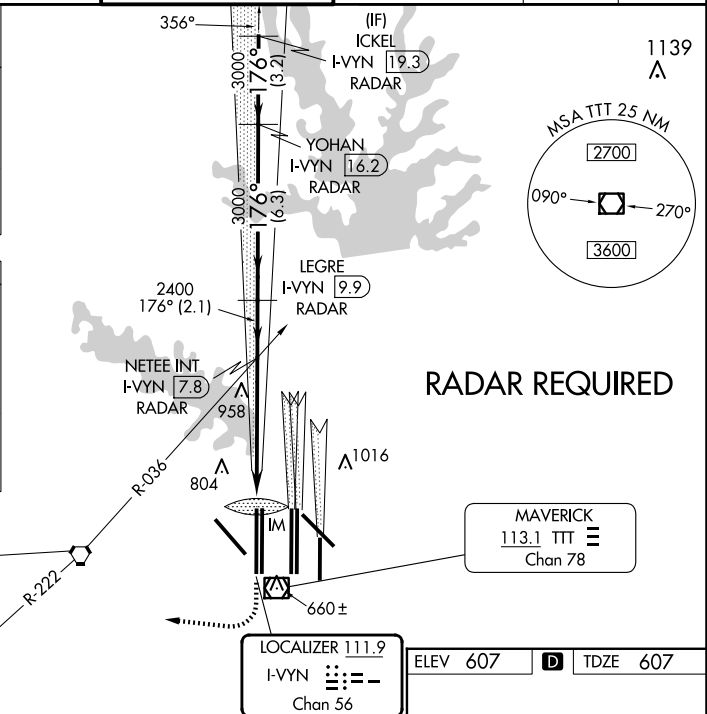 356°
(IF)
ICKEL
I-VYN 19.3
RADAR
1139
3000
176°
(3.2)
YOHAN
I-VYN 16.2
RADAR
MSA TTT 25 NM
2700
090°
270°
3600
3000
176°
(6.3)
LEGRE
I-VYN 9.9
RADAR
2400
176° (2.1)
NETEE INT
I-VYN 7.8
RADAR
958
RADAR REQUIRED
804
1016
R-036
IM
MAVERICK
113.1 TTT
Chan 78
R-222
660±
LOCALIZER 111.9
I-VYN
Chan 56
ELEV 607
D
TDZE 607